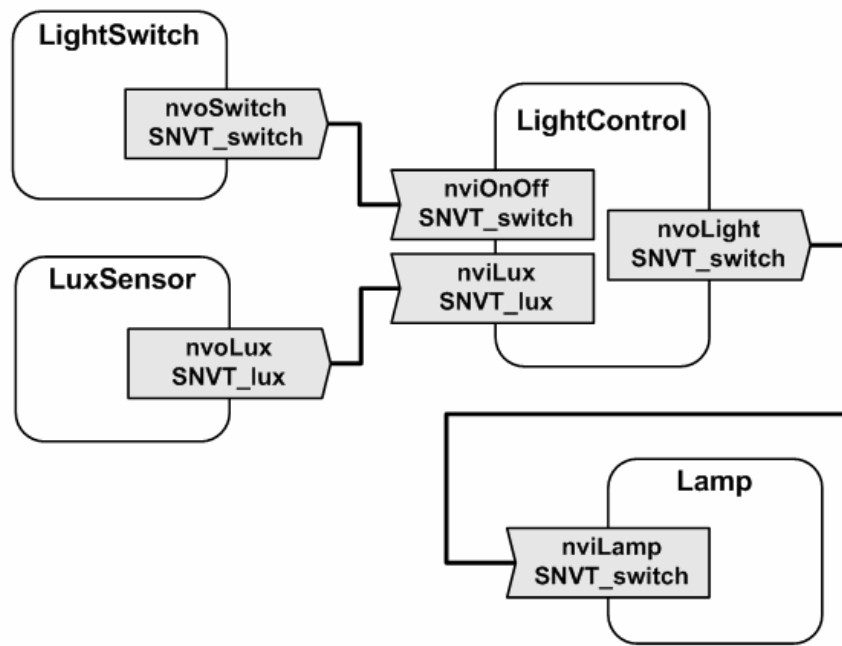 LightSwitch
nvoSwitch
SNVT_switch
LightControl
nviOnOff
SNVT_switch
nvoLight
SNVT_switch
LuxSensor
nviLux
SNVT_lux
nvoLux
SNVT_lux
Lamp
nviLamp
SNVT_switch